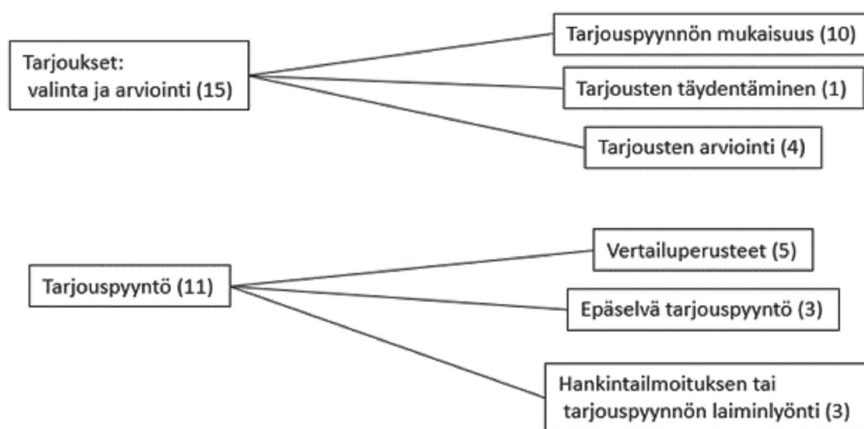 Tarjoukset:
valinta ja arviointi (15)
Tarjouspyynnön mukaisuus (10)
Tarjousten täydentäminen (1)
Tarjousten arviointi (4)
Tarjouspyyntö (11)
Vertailuperusteet (5)
Epäselvä tarjouspyyntö (3)
Hankintailmoituksen tai
tarjouspyynnön laiminlyönti (3)